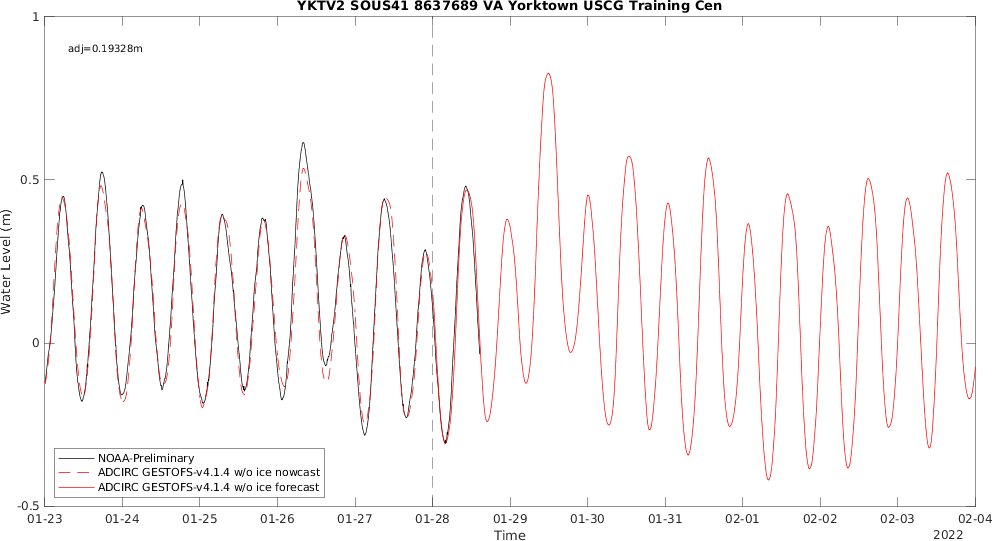 YKTV2 SOUS41 8637689 VA Yorktown USCG Training Cen
adj=0.19328m
1
0.5
0
-0.5
Water Level (m)
NOAA-Preliminary
ADCIRC GESTOFS-v4.1.4 w/o ice nowcast
ADCIRC GESTOFS-v4.1.4 w/o ice forecast
01-23 01-24 01-25 01-26 01-27 01-28 01-29 01-30 01-31 02-01 02-02 02-03 02-04
Time
2022